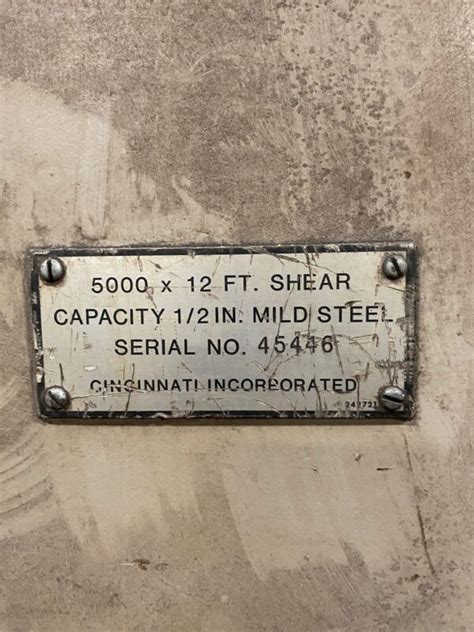 5000 x 12 FT. SHEAR
CAPACITY 1/2 IN. MILD STEEL
SERIAL NO. 45446
CINCINNATI INCORPORATED